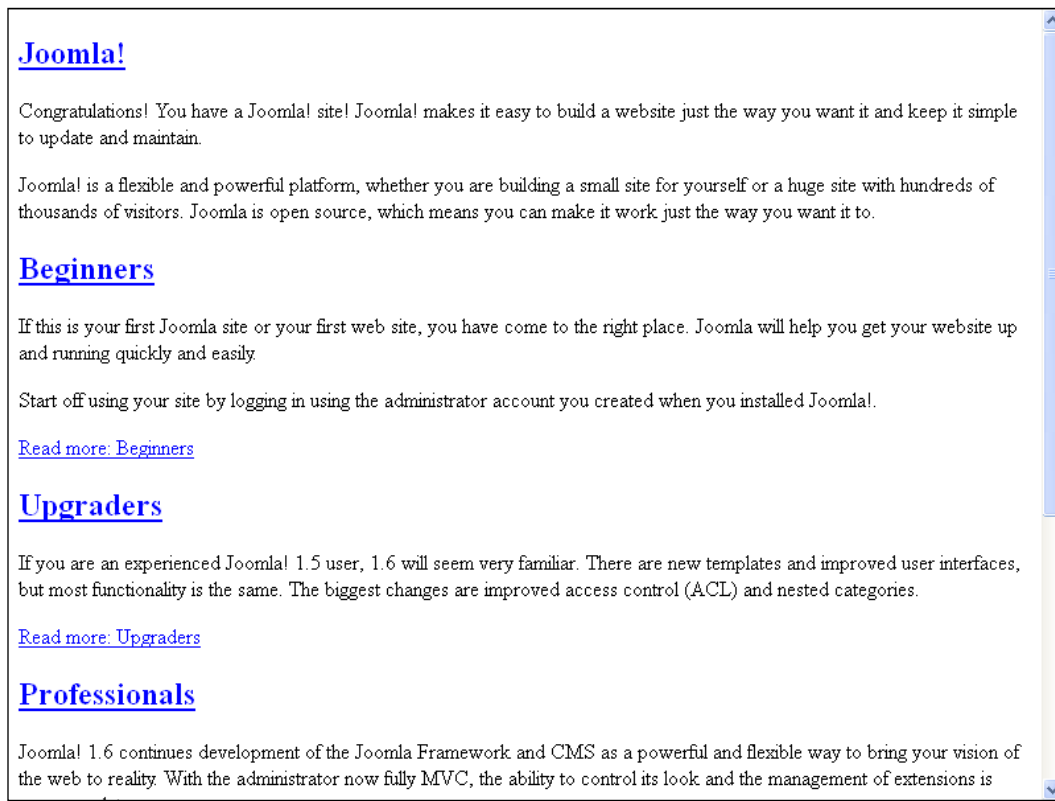 Joomla!
Congratulations! You have a Joomla! site! Joomla! makes it easy to build a website just the way you want it and keep it simple
to update and maintain.
Joomla! is a flexible and powerful platform, whether you are building a small site for yourself or a huge site with hundreds of
thousands of visitors. Joomla is open source, which means you can make it work just the way you want it to.
Beginners
If this is your first Joomla site or your first web site, you have come to the right place. Joomla will help you get your website up
and running quickly and easily.
Start off using your site by logging in using the administrator account you created when you installed Joomla!.
Read more: Beginners
Upgraders
If you are an experienced Joomla! 1.5 user, 1.6 will seem very familiar. There are new templates and improved user interfaces,
but most functionality is the same. The biggest changes are improved access control (ACL) and nested categories.
Read more: Upgraders
Professionals
Joomla! 1.6 continues development of the Joomla Framework and CMS as a powerful and flexible way to bring your vision of
the web to reality. With the administrator now fully MVC, the ability to control its look and the management of extensions is